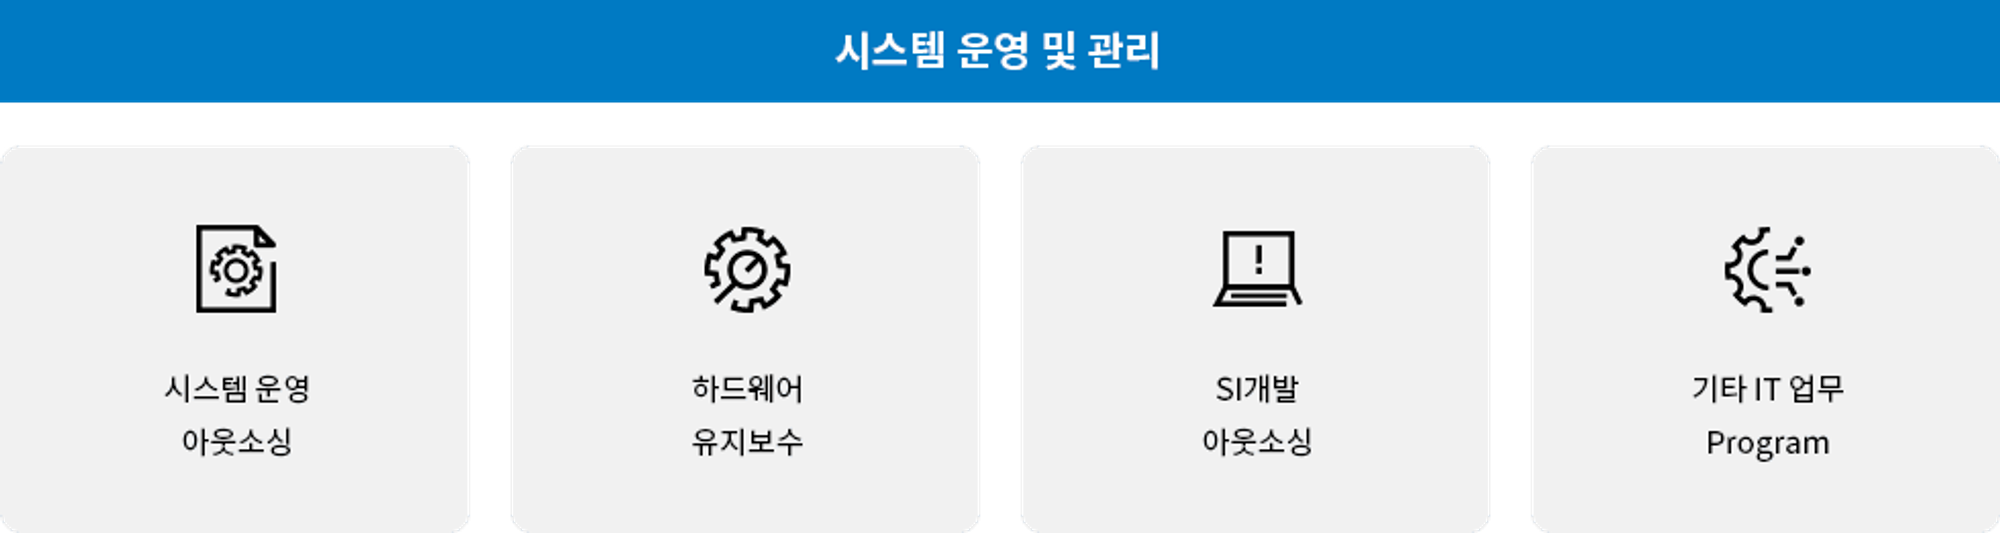 시스템 운영 및 관리
시스템 운영
아웃소싱
하드웨어
유지보수
SI개발
아웃소싱
기타 IT 업무
Program